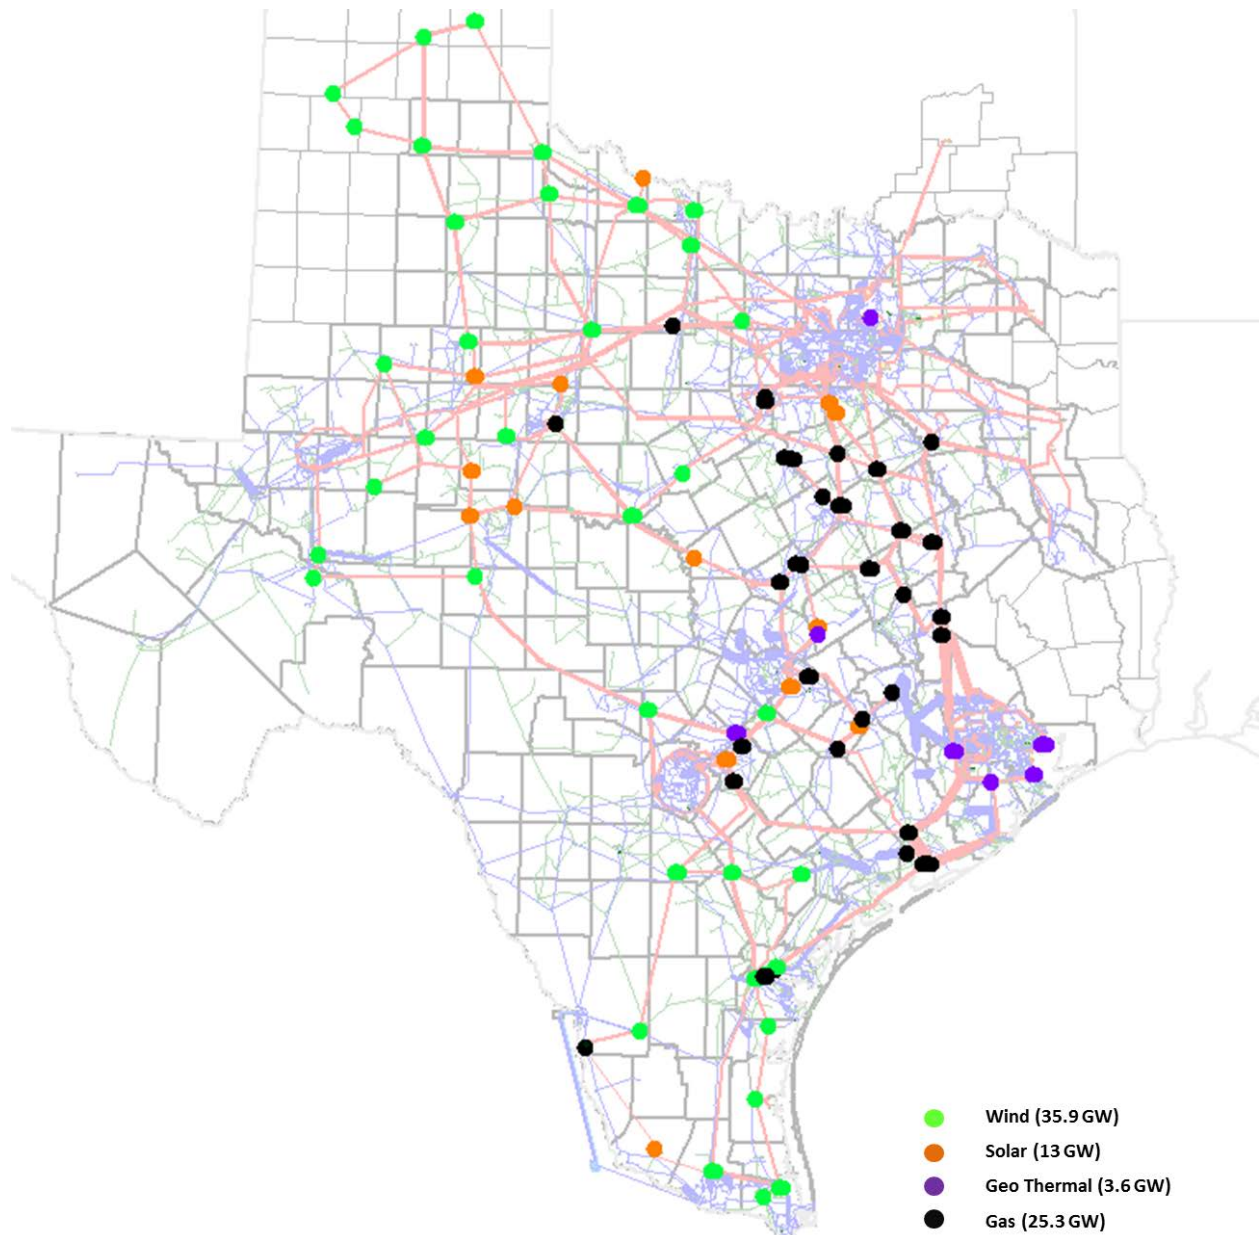 Wind (35.9 GW)
Solar (13 GW)
Geo Thermal (3.6 GW)
Gas (25.3 GW)